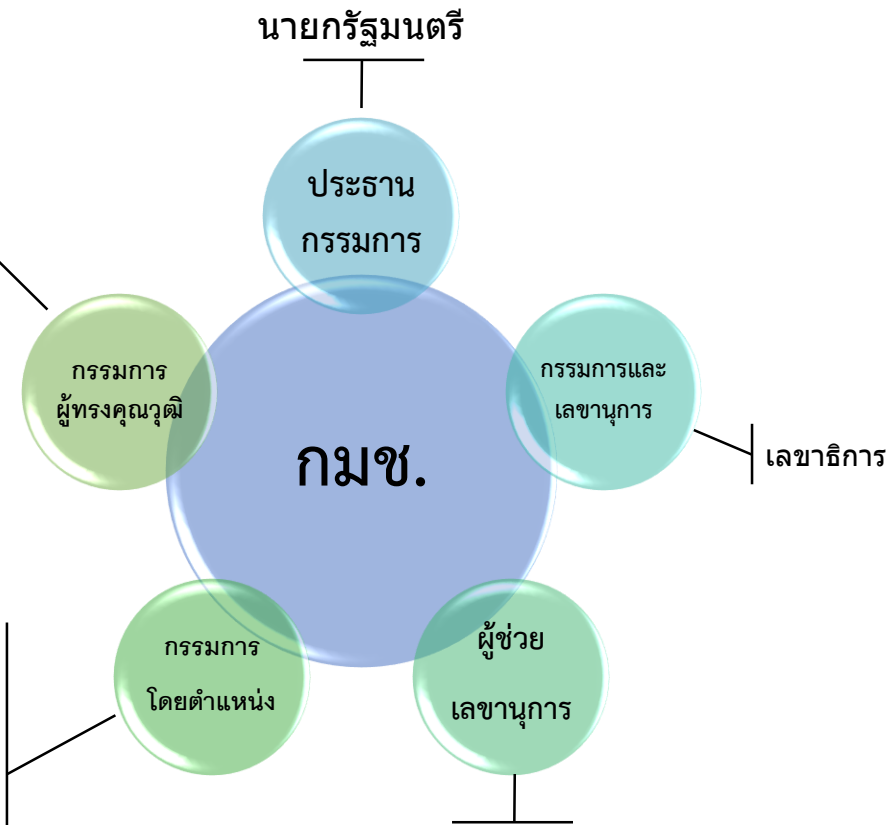 นายกรัฐมนตรี
ประธาน
กรรมการ
กรรมการ
ผู้ทรงคุณวุฒิ
กรรมการและ
เลขานุการ
เลขาธิการ
กมช.
กรรมการ
โดยตำแหน่ง
ผู้ช่วย
เลขานุการ